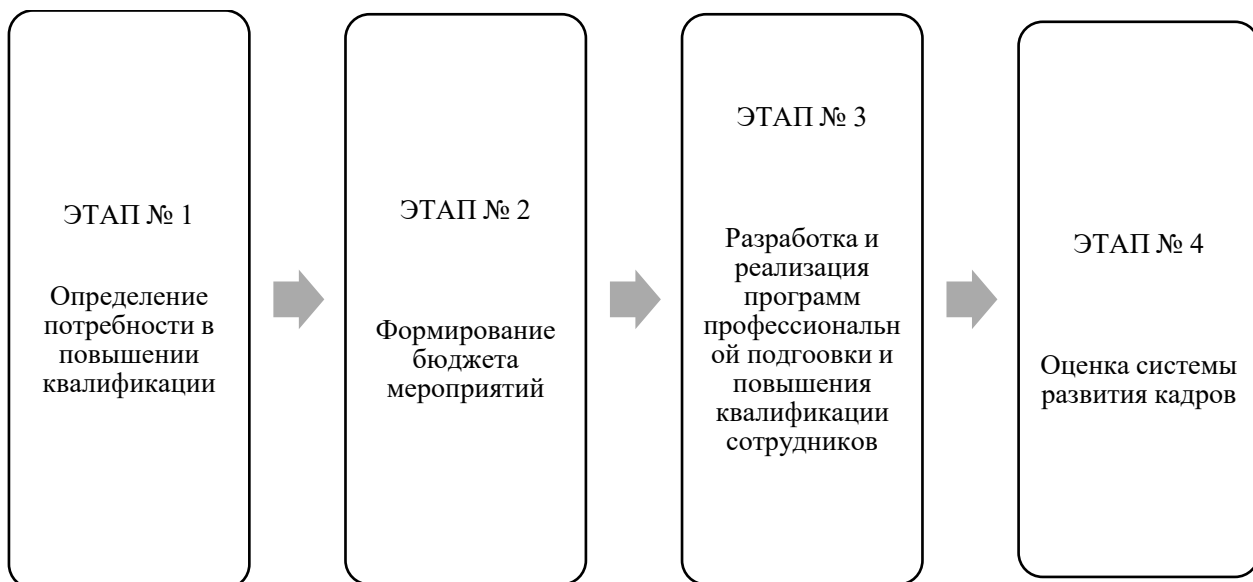 ЭТАП № 1
Определение
потребности в
повышении
квалификации
ЭТАП № 2
Формирование
бюджета
мероприятий
ЭТАП № 3
Разработка и
реализация
программ
профессиональн
ой подгоовки и
повышения
квалификации
сотрудников
ЭТАП № 4
Оценка системы
развития кадров